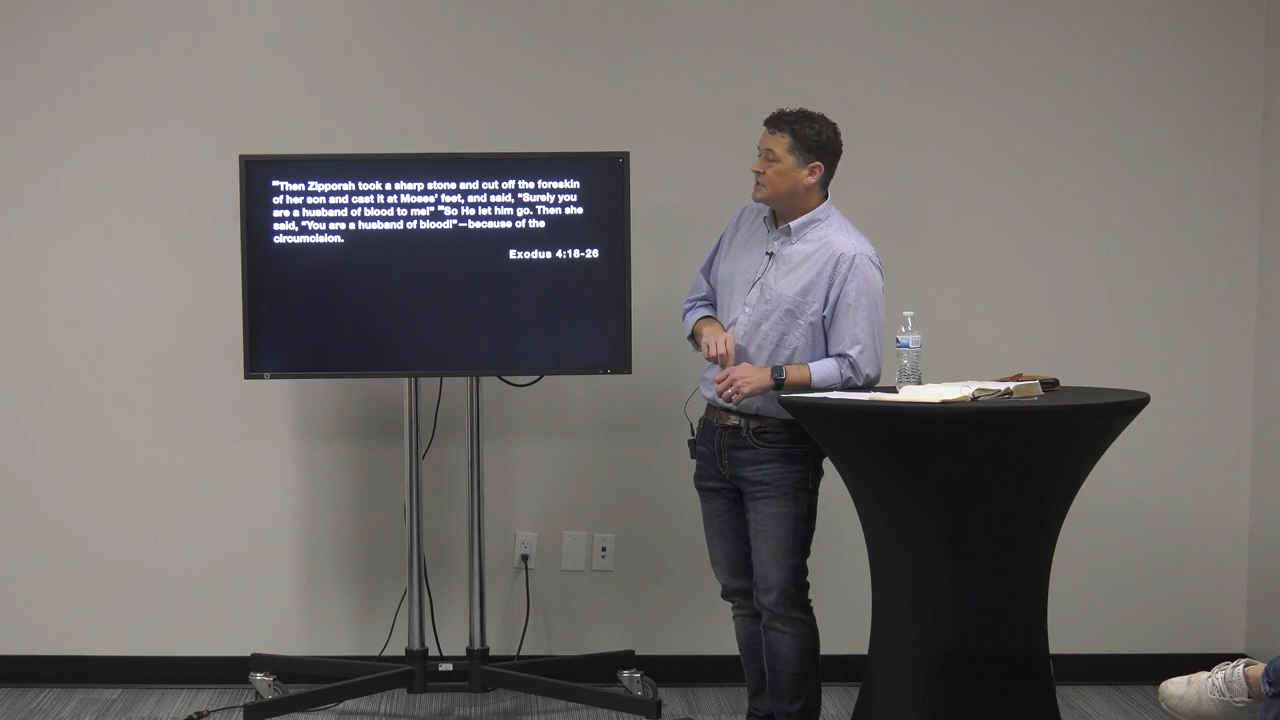 "Then Zipporah took a sharp stone and cut off the foreskin
of her son and cast it at Moses’ feet, and said, “Surely you
are a husband of blood to me!” So He let him go. Then she
said, “You are a husband of blood!”—because of the
circumcision.
Exodus 4:18-26